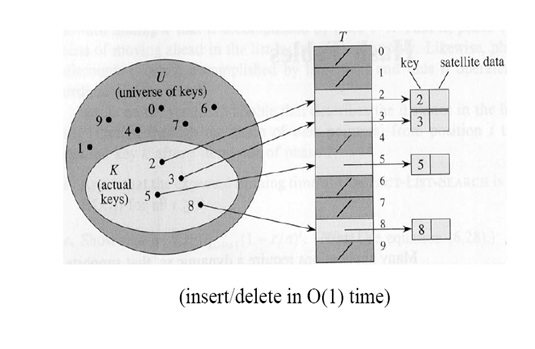 T
U
(universe of keys)
0
6
9
4
7
1
2
3
K
(actual
keys)
5
8
0
1
2
3
4
5
6
7
8
9
key
satellite data
2
3
5
8
(insert/delete in O(1) time)